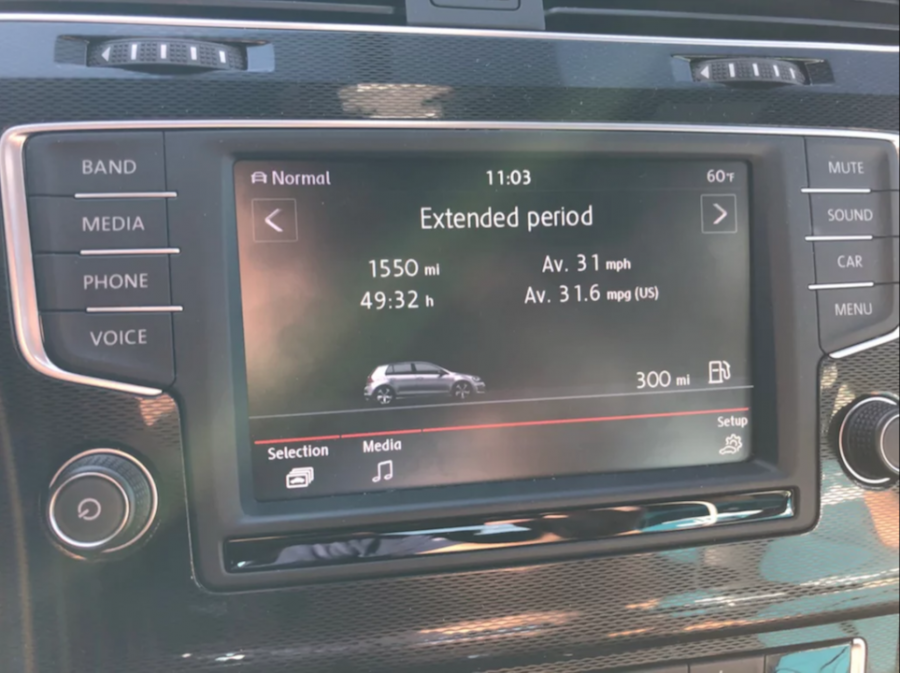 BAND
MEDIA
PHONE
VOICE
Normal 11:03 60°F
Extended period
1550 mi Av. 31 mph
49:32 h Av. 31.6 mpg (US)
300 mi
Selection Media Setup
MUTE
SOUND
CAR
MENU